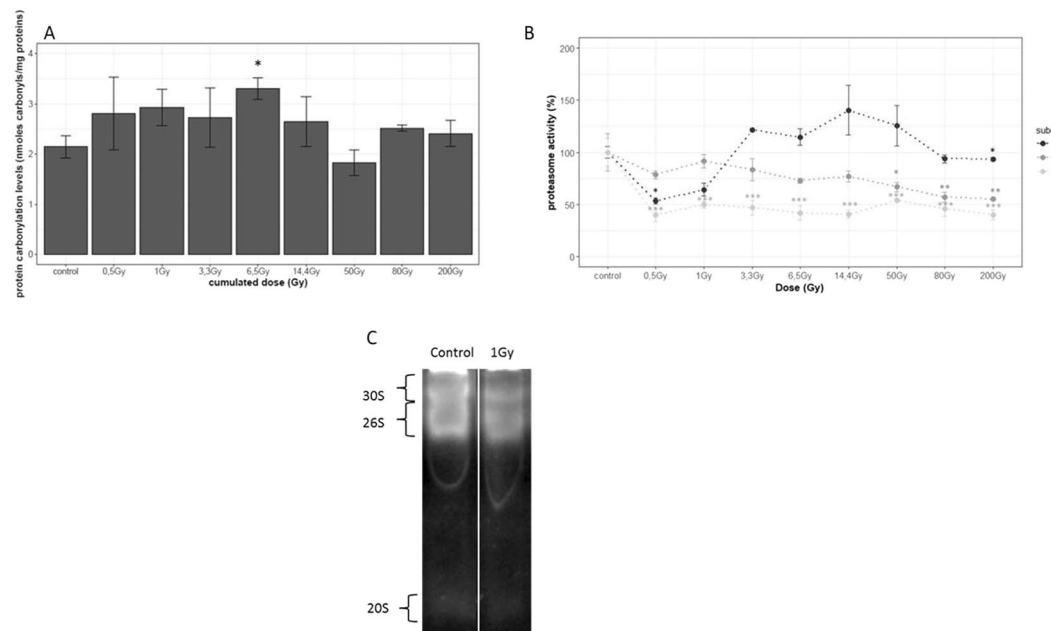 A
protein carbonylation levels (nmoles carbonyls/mg proteins)
4
3
2
1
0
*
control 0,5Gy 1Gy 3,3Gy 6,5Gy 14,4Gy 50Gy 80Gy 200Gy
cumulated dose (Gy)
B
proteasome activity (%)
200
150
100
50
0
*
***
***
***
***
***
*
***
**
***
*
**
***
control 0,5Gy 1Gy 3,3Gy 6,5Gy 14,4Gy 50Gy 80Gy 200Gy
Dose (Gy)
sub
C
Control 1Gy
30S
26S
20S